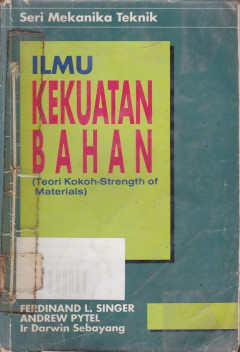 Seri Mekanika Teknik
ILMU
KEKUATAN
BAHAN
(Teori Kokoh-Strength of
Materials)
FERDINAND L. SINGER
ANDREW PYTEL
Ir Darwin Sebayang